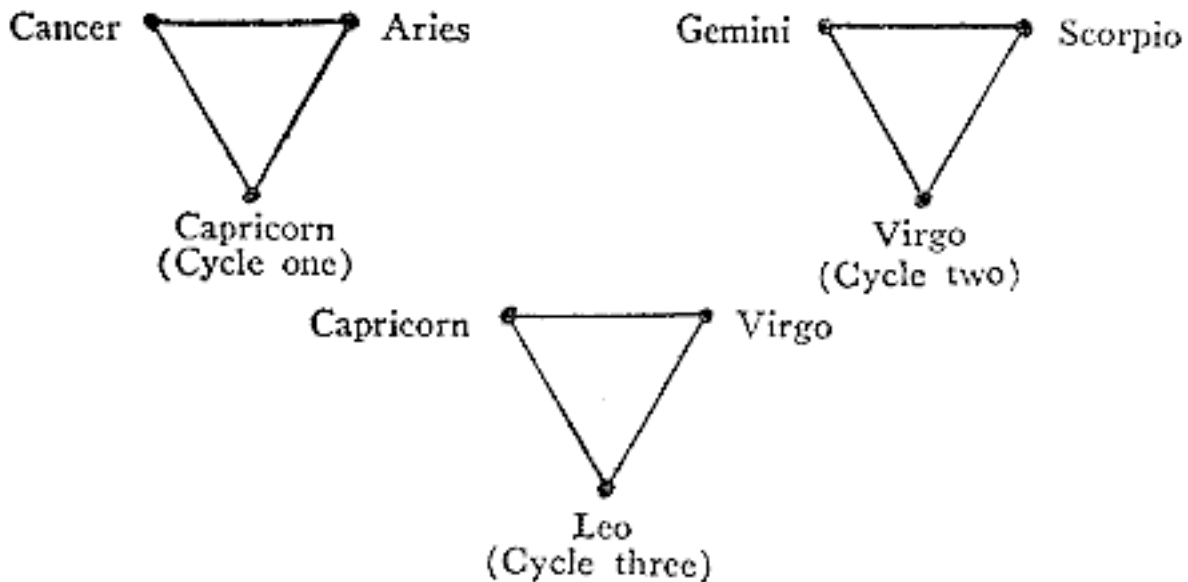 Cancer Aries
Capricorn
(Cycle one)
Gemini Scorpio
Virgo
(Cycle two)
Capricorn Virgo
Leo
(Cycle three)